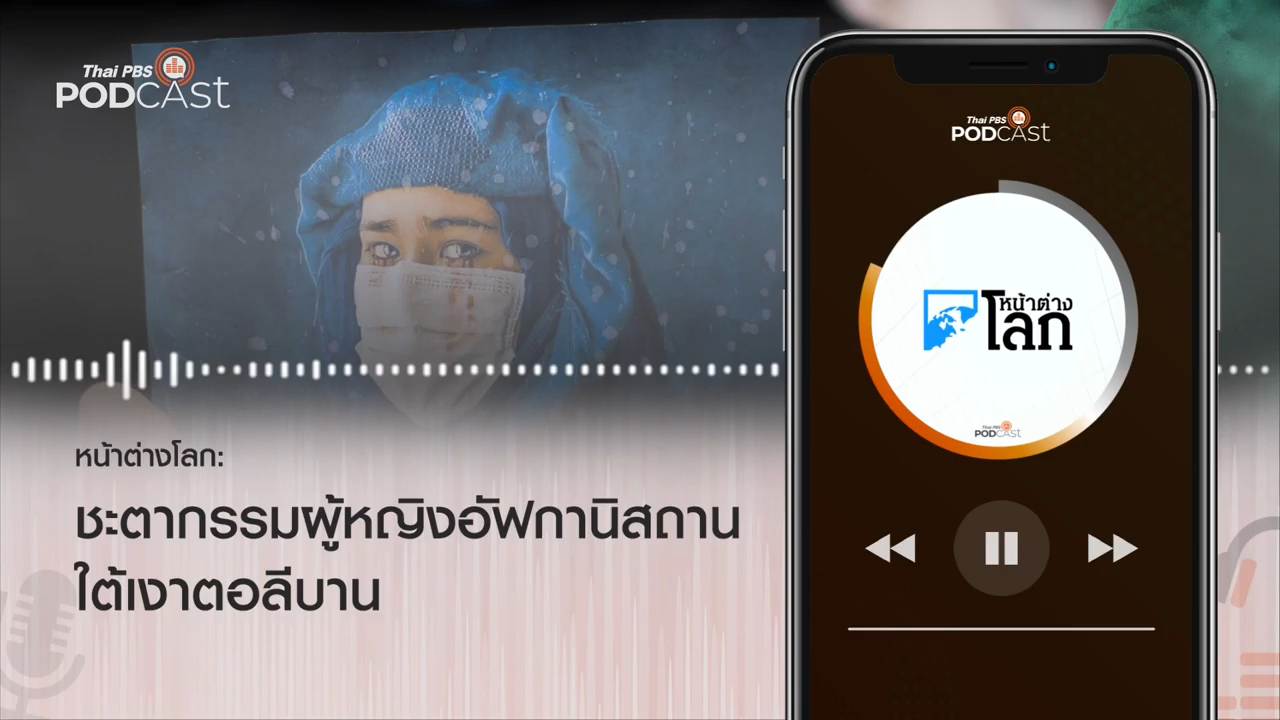 Thai PBS
PODCAST
หน้าต่างโลก:
ชะตากรรมผู้หญิงอัฟกานิสถาน
ใต้เงาตอลีบาน
Thai PBS
PODCAST
หน้าต่าง
โลก
Thai PBS
PODCAST